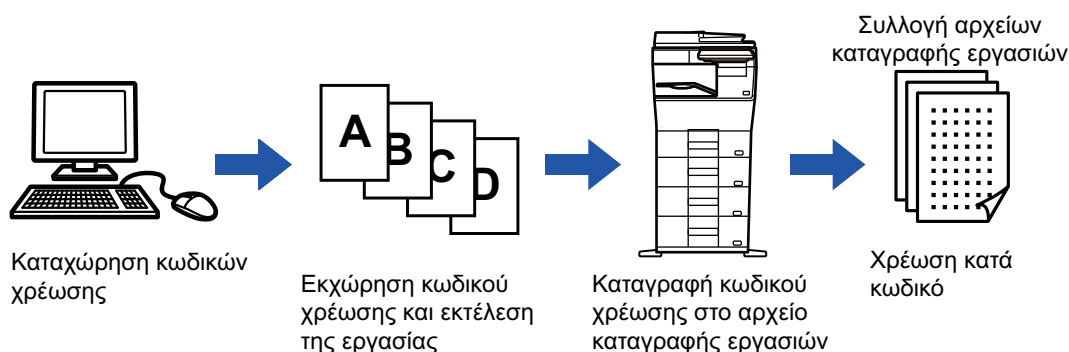 Συλλογή αρχείων
καταγραφής εργασιών
A
B
C
D
Καταχώρηση κωδικών
χρέωσης
Εκχώρηση κωδικού
χρέωσης και εκτέλεση
της εργασίας
Καταγραφή κωδικού
χρέωσης στο αρχείο
καταγραφής εργασιών
Χρέωση κατά
κωδικό